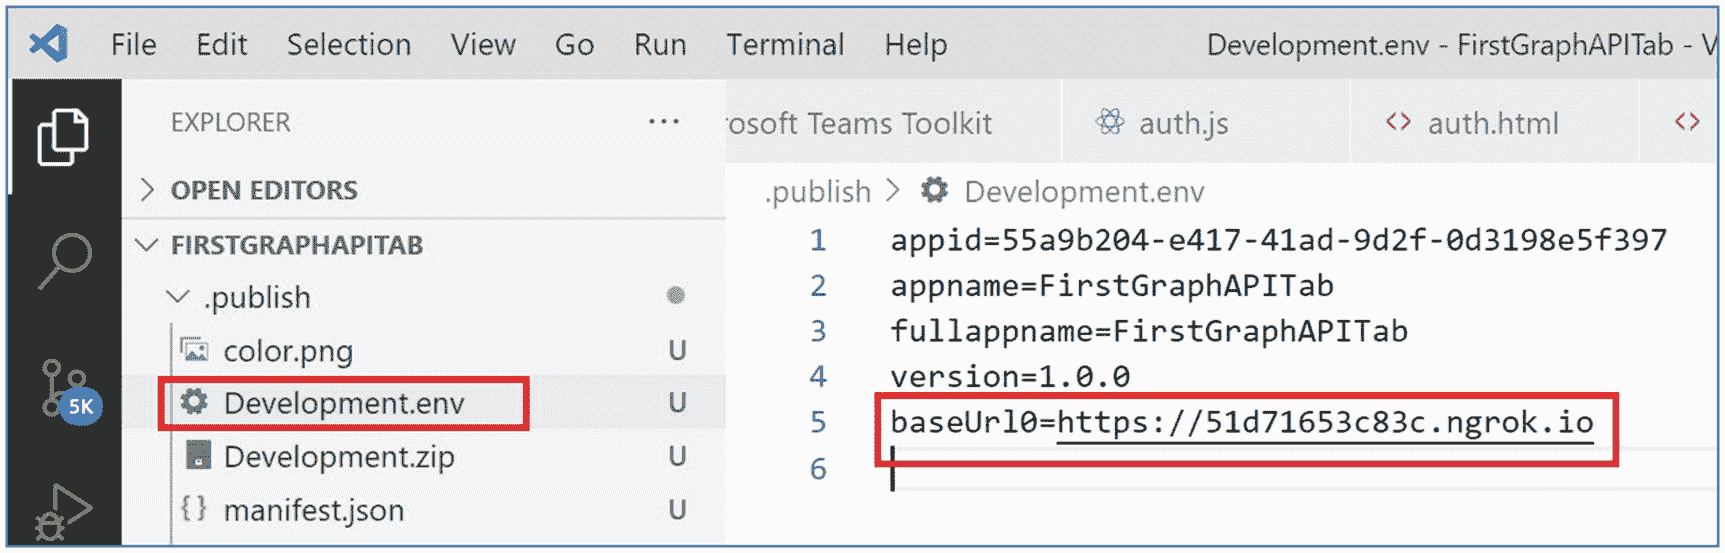 File Edit Selection View Go Run Terminal Help Development.env - FirstGraphAPITab - V
EXPLORER ...
OPEN EDITORS
FIRSTGRAPHAPITAB
.publish
color.png U
Development.env U
Development.zip U
manifest.json U
5K
rosoft Teams Toolkit auth.js auth.html
.publish > Development.env
1 appid=55a9b204-e417-41ad-9d2f-0d3198e5f397
2 appname=FirstGraphAPITab
3 fullappname=FirstGraphAPITab
4 version=1.0.0
5 baseUrl0=https://51d71653c83c.ngrok.io
6